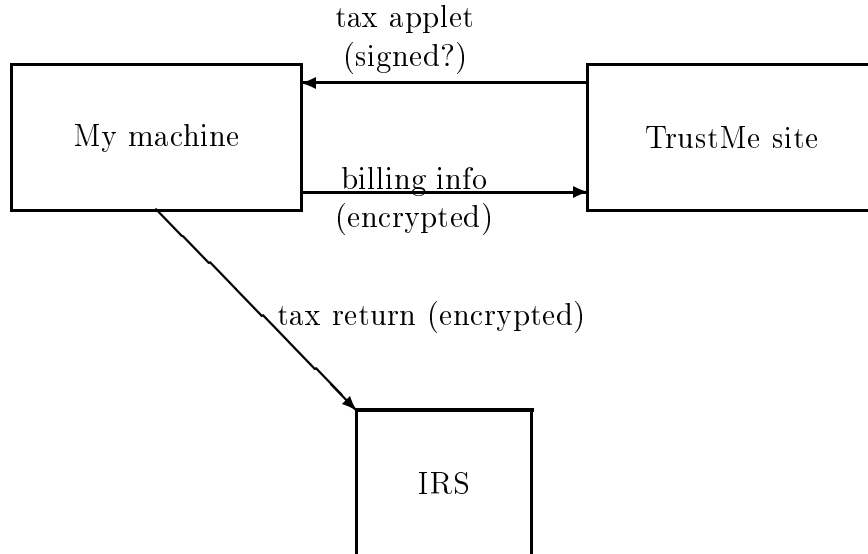 tax applet
(signed?)
My machine
TrustMe site
billing info
(encrypted)
tax return (encrypted)
IRS